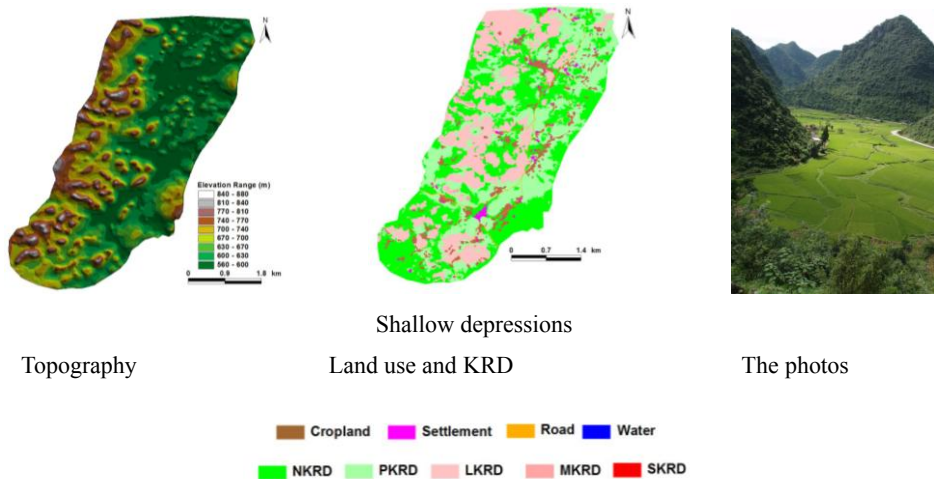 N
N
Elevation Range (m)
840 - 880
810 - 840
770 - 810
740 - 770
700 - 740
670 - 700
630 - 670
600 - 630
560 - 600
0 0.9 1.8 km
0 0.7 1.4 km
Shallow depressions
Topography Land use and KRD The photos
Cropland Settlement Road Water
NKRD PKRD LKRD MKRD SKRD